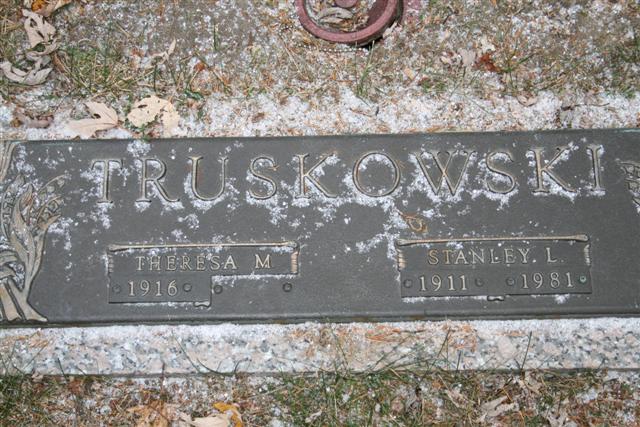 TRUSKOWSKI
THERESA M
1916
STANLEY. L.
1911 1981